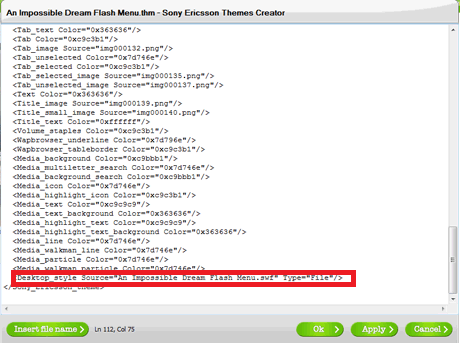 An Impossible Dream Flash Menu.thm - Sony Ericsson Themes Creator
<Tab_text Color="0x363636"/>
<Tab Color="0xc9c3b1"/>
<Tab_image Source="img000132.png"/>
<Tab_unselected Color="0x7d746e"/>
<Tab_selected Color="0xc9c3b1"/>
<Tab_selected_image Source="img000135.png"/>
<Tab_unselected_image Source="img000137.png"/>
<Text Color="0x363636"/>
<Title_image Source="img000139.png"/>
<Title_small_image Source="img000140.png"/>
<Title_text Color="0xffffff"/>
<Volume_staples Color="0xc9c3b1"/>
<Wapbrowser_underline Color="0x7d796e"/>
<Wapbrowser_tableborder Color="0xc9c3b1"/>
<Media_background Color="0xc9bbb1"/>
<Media_multiletter_search Color="0x7d746e"/>
<Media_background_search Color="0xc9bbb1"/>
<Media_icon Color="0x7d746e"/>
<Media_highlight_icon Color="0xc9c3b1"/>
<Media_text Color="0xc9c9c9"/>
<Media_text_background Color="0x363636"/>
<Media_highlight_text Color="0xc9c9c9"/>
<Media_highlight_text_background Color="0x363636"/>
<Media_line Color="0x7d746e"/>
<Media_walkman_line Color="0x7d746e"/>
<Media_particle Color="0x7d746e"/>
<Media_walkman_particle Color="0x7d746e"/>
<Desktop_style Source="An Impossible Dream Flash Menu.swf" Type="File"/>
</Sony_Ericsson_theme>
Insert file name
Ln 112, Col 75
Ok
Apply
Cancel